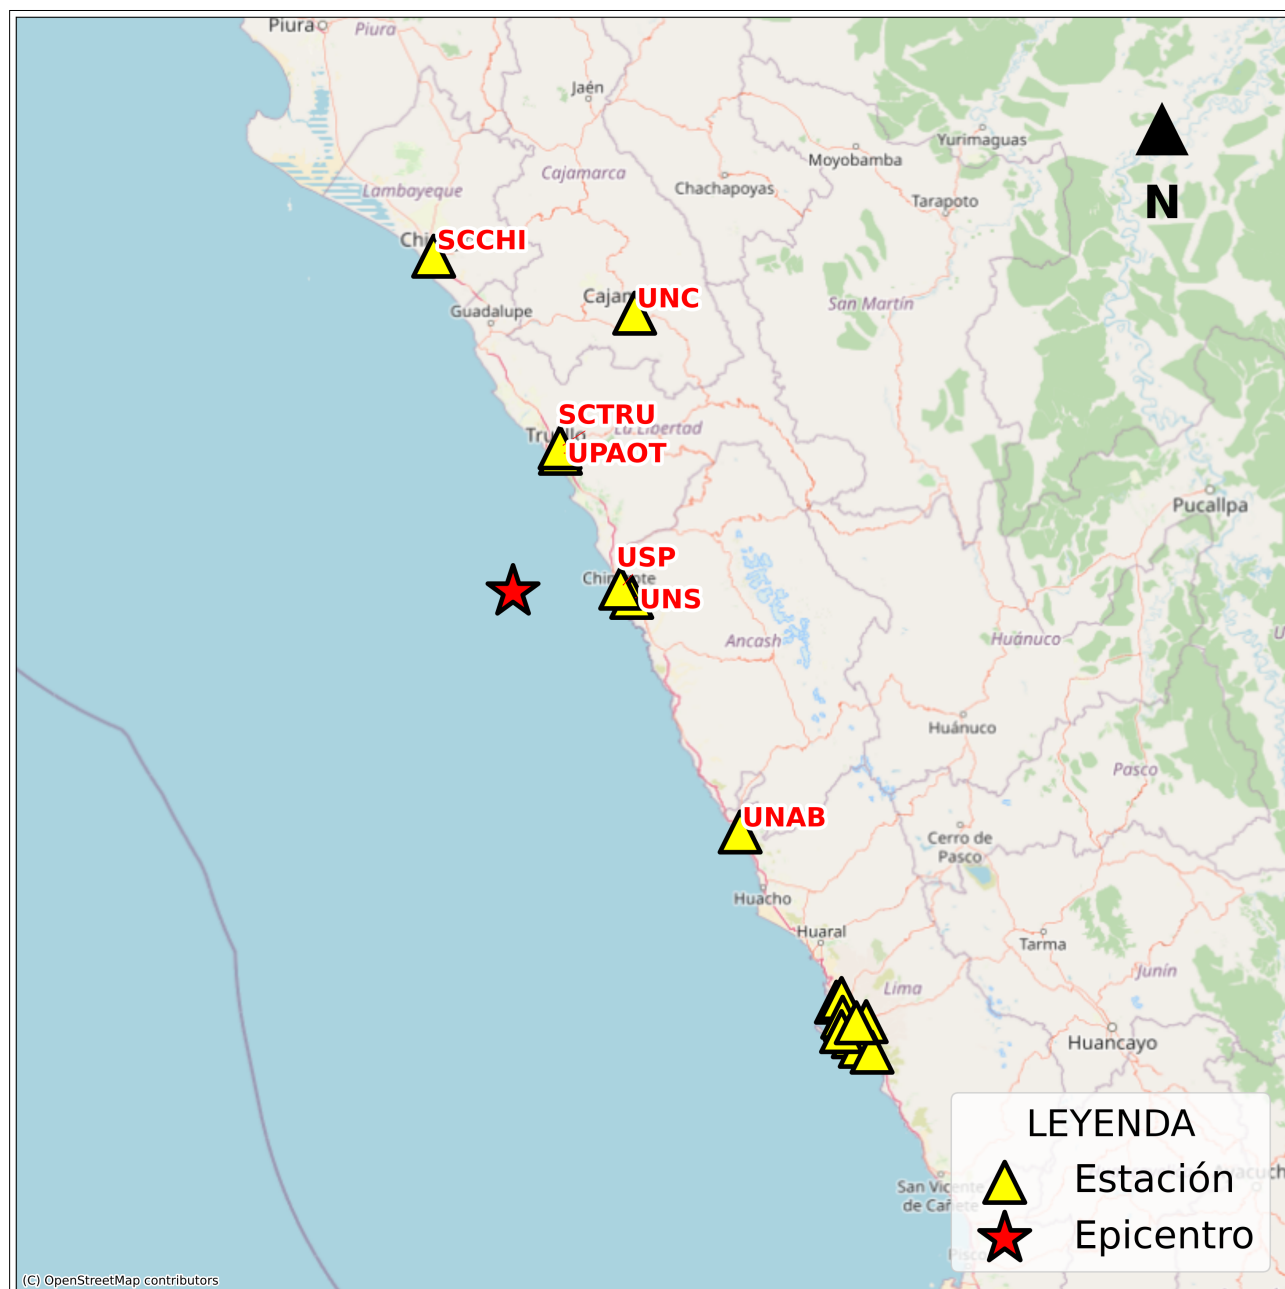 Piura
Piura
Jaén
Yurimaguas
Moyobamba
Cajamarca
Chachapoyas
Lambayeque
Tarapoto
N
SCCHI
UNC
San Martín
Guadalupe
SCTRU
La Libertad
UPAOT
Pucallpa
USP
UNS
Ancash
Huánuco
Huánuco
Pasco
UNAB
Cerro de
Pasco
Huacho
Huaral
Tarma
Junín
Lima
Huancayo
LEYENDA
Estación
San Vicente
de Cañete
Epicentro
Pisco
(C) OpenStreetMap contributors